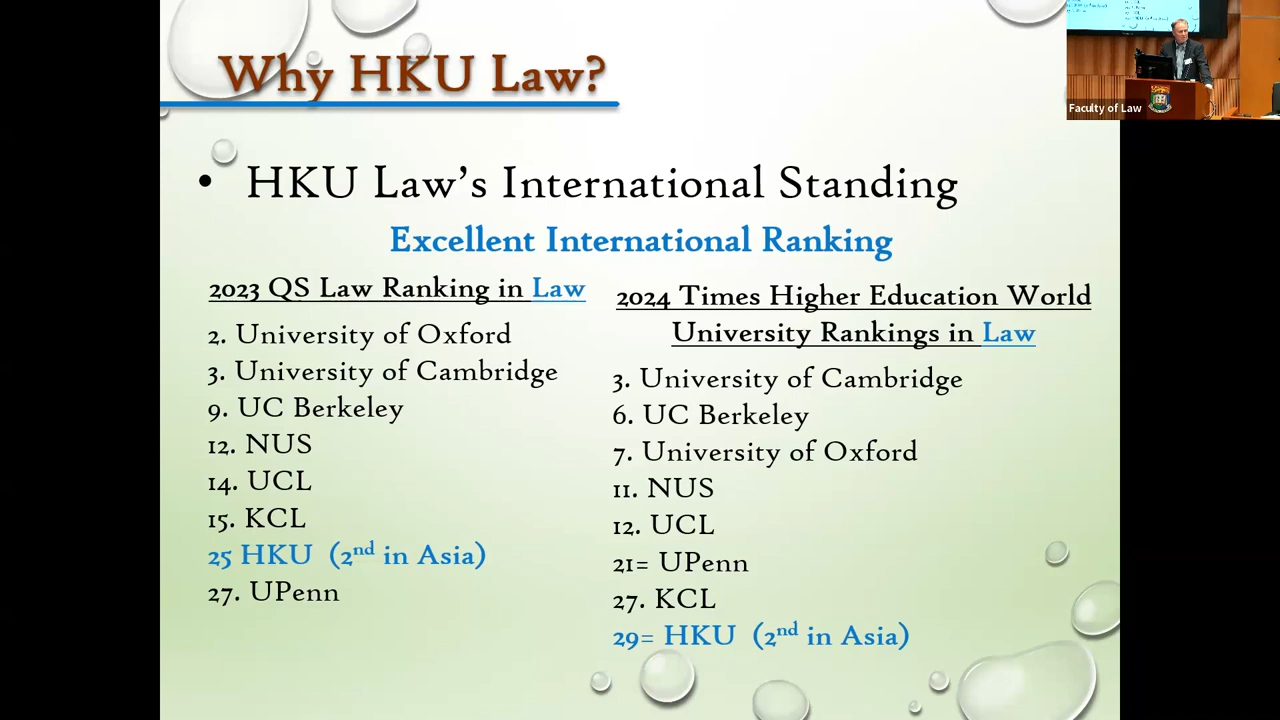 Why HKU Law?
Faculty of Law
• HKU Law's International Standing
Excellent International Ranking
2023 QS Law Ranking in Law
2. University of Oxford
3. University of Cambridge
9. UC Berkeley
12. NUS
14. UCL
15. KCL
25 HKU (2nd in Asia)
27. UPenn
2024 Times Higher Education World
University Rankings in Law
3. University of Cambridge
6. UC Berkeley
7. University of Oxford
11. NUS
12. UCL
21= UPenn
27. KCL
29= HKU (2nd in Asia)